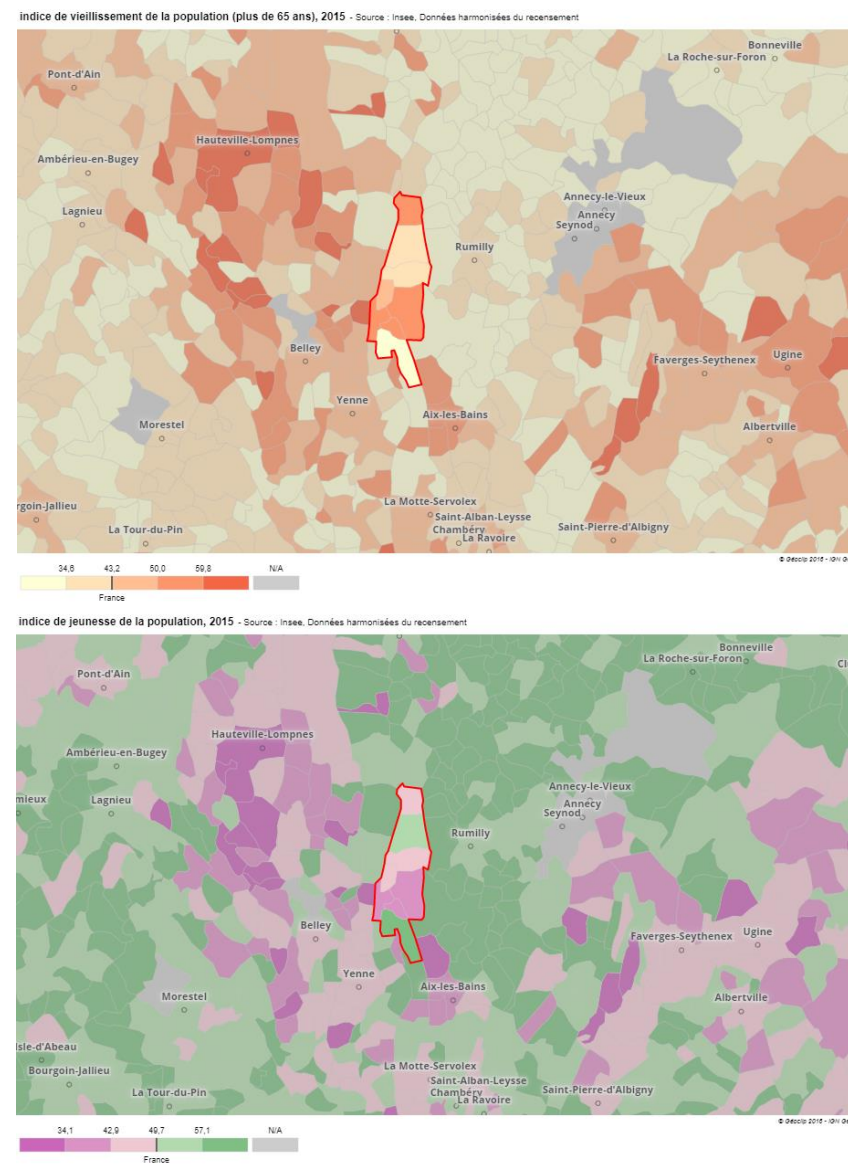 indice de vieillissement de la population (plus de 65 ans), 2015 - Source : Insee, Données harmonisées du recensement
Bonneville
La Roche-sur-Foron
Pont-d'Ain
Hauteville-Lompnes
Ambérieu-en-Bugey
Annecy-le-Vieux
Lagnieu
Annecy
Seynod
Rumilly
Belley
Faverges-Seythenex
Ugine
Yenne
Aix-les-Bains
Morestel
Albertville
La Motte-Servolex
rgoin-Jallieu
Saint-Alban-Leysse
La Tour-du-Pin
Chambéry
Saint-Pierre-d'Albigny
La Ravoire
34,6 43,2 50,0 59,8 N/A
France
indice de jeunesse de la population, 2015 - Source : Insee, Données harmonisées du recensement
Bonneville
La Roche-sur-Foron
Cl
Pont-d'Ain
Hauteville-Lompnes
Ambérieu-en-Bugey
Annecy-le-Vieux
mieux
Lagnieu
Annecy
Seynod
Rumilly
Belley
Faverges-Seythenex
Ugine
Yenne
Aix-les-Bains
Morestel
Albertville
Isle-d'Abeau
La Motte-Servolex
Bourgoin-Jallieu
Saint-Alban-Leysse
La Tour-du-Pin
Chambéry
Saint-Pierre-d'Albigny
La Ravoire
34,1 42,9 49,7 57,1 N/A
France